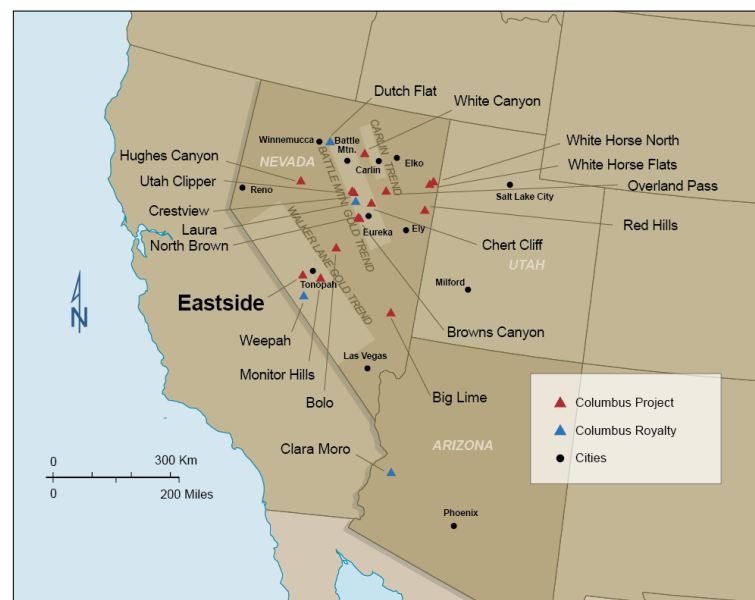 Dutch Flat
White Canyon
Winnemucca
Battle
Mtn.
CARLIN TREND
Carlin
Elko
White Horse North
White Horse Flats
Overland Pass
Hughes Canyon
NEVADA
Utah Clipper
Reno
BATTLE MTN GOLD TREND
Salt Lake City
Crestview
Laura
North Brown
WALKER LANE GOLD TREND
Eureka
Ely
Chert Cliff
Red Hills
UTAH
Eastside
Tonopah
Milford
N
Weepah
Browns Canyon
Monitor Hills
Las Vegas
Bolo
Big Lime
Columbus Project
Columbus Royalty
Cities
Clara Moro
ARIZONA
0
300 Km
0
200 Miles
Phoenix